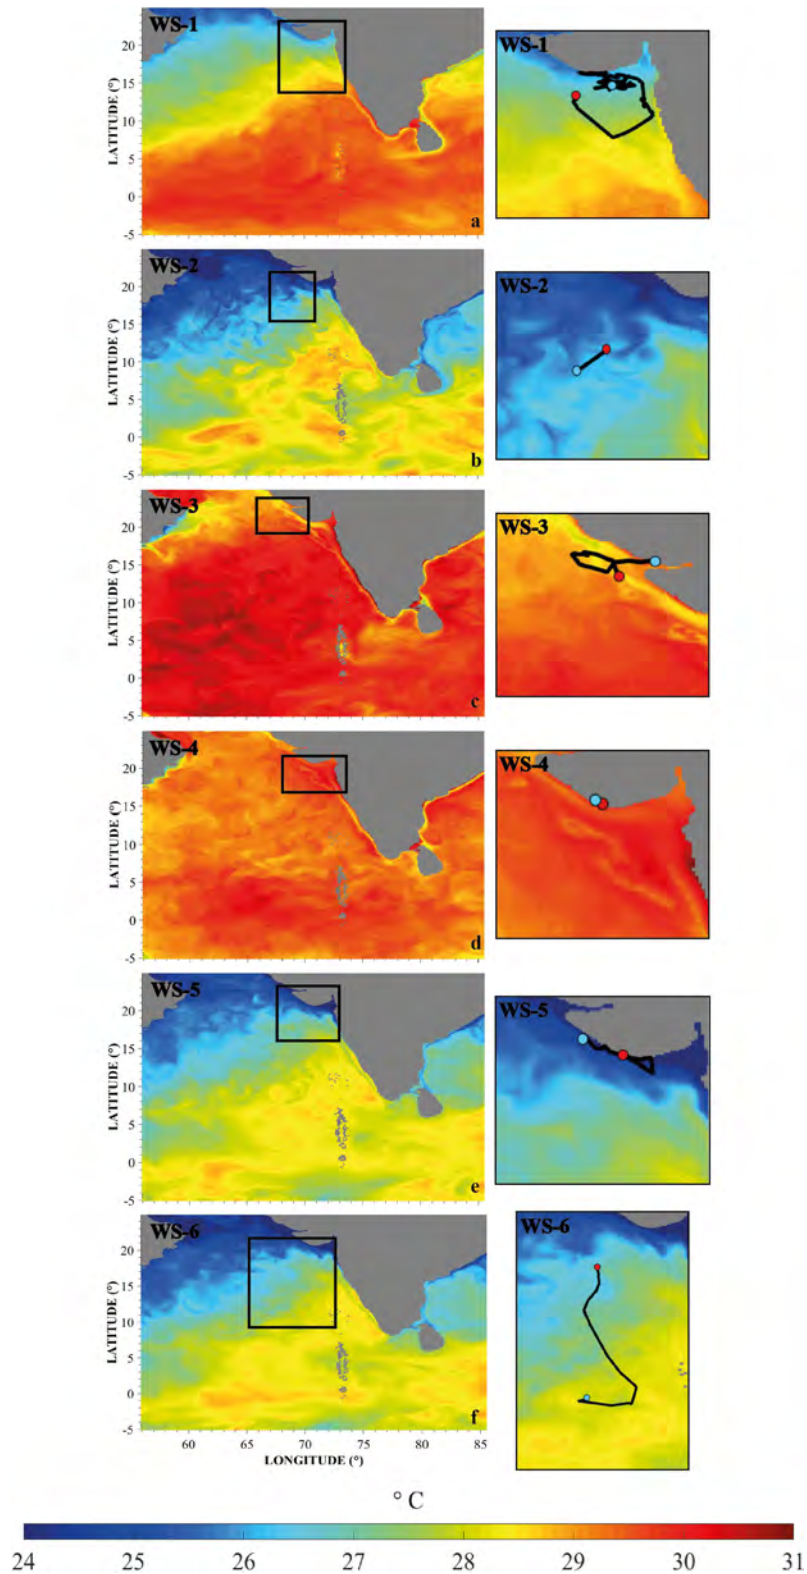 WS-1
WS-1
LATITUDE (°)
20
15
10
5
0
-5
a
WS-2
WS-2
LATITUDE (°)
20
15
10
5
0
-5
b
WS-3
WS-3
LATITUDE (°)
20
15
10
5
0
-5
c
WS-4
WS-4
LATITUDE (°)
20
15
10
5
0
-5
d
WS-5
WS-5
LATITUDE (°)
20
15
10
5
0
-5
e
WS-6
WS-6
LATITUDE (°)
20
15
10
5
0
-5
f
60 65 70 75 80 85
LONGITUDE (°)
° C
24 25 26 27 28 29 30 31